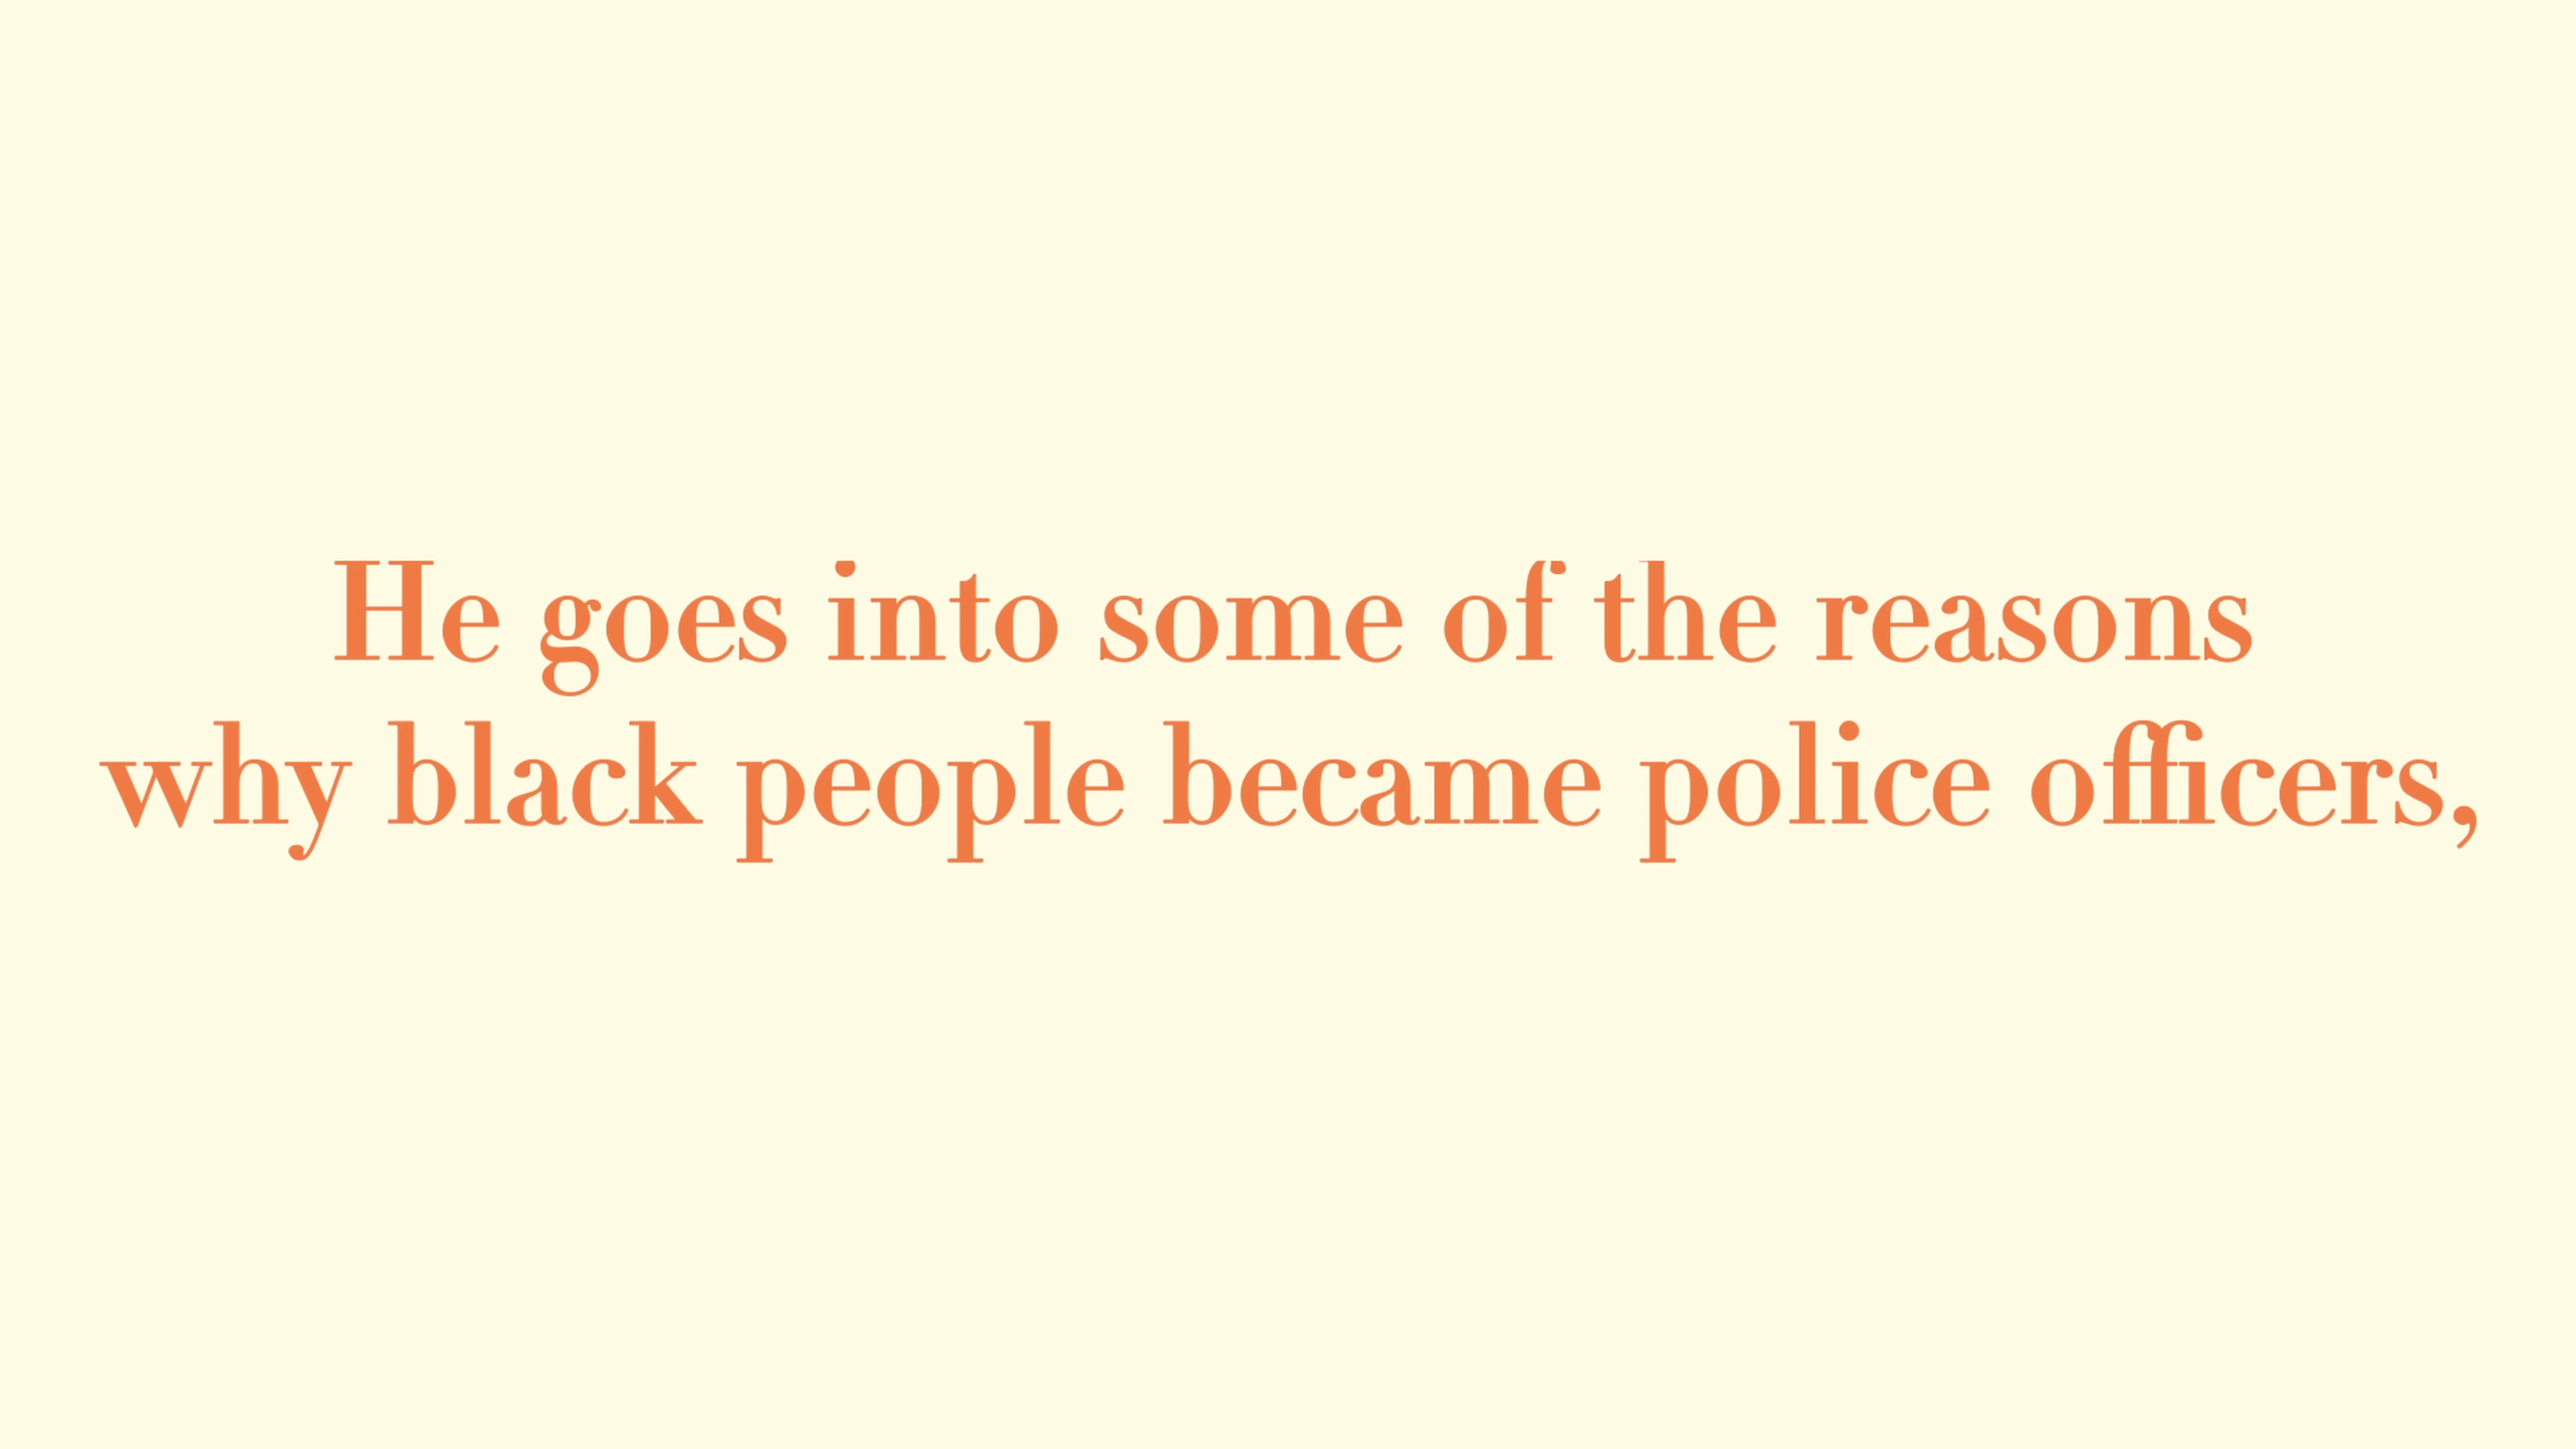 He goes into some of the reasons
why black people became police officers,